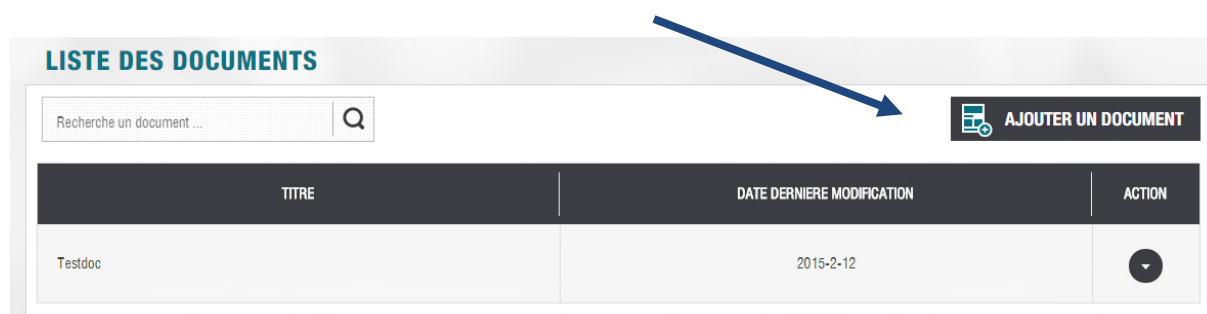 LISTE DES DOCUMENTS
Recherche un document ...
AJOUTER UN DOCUMENT
TITRE
DATE DERNIERE MODIFICATION
ACTION
Testdoc
2015-2-12